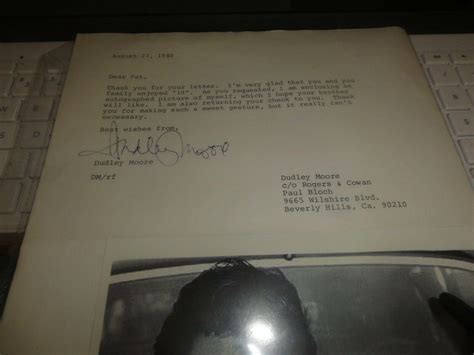 August 27, 1980
Dear Pat,
Thank you for your letter. I'm very glad that you and you
family enjoyed "10". As you requested, I am enclosing an
autographed picture of myself, which I hope your brother
will like. I am also returning your check to you. Thank
you for making such a sweet gesture, but it really isn't
necessary.
Best wishes from,
Dudley Moore
Dudley Moore
DM/rf
Dudley Moore
c/o Rogers & Cowan
Paul Bloch
9665 Wilshire Blvd.
Beverly Hills, Ca. 90210